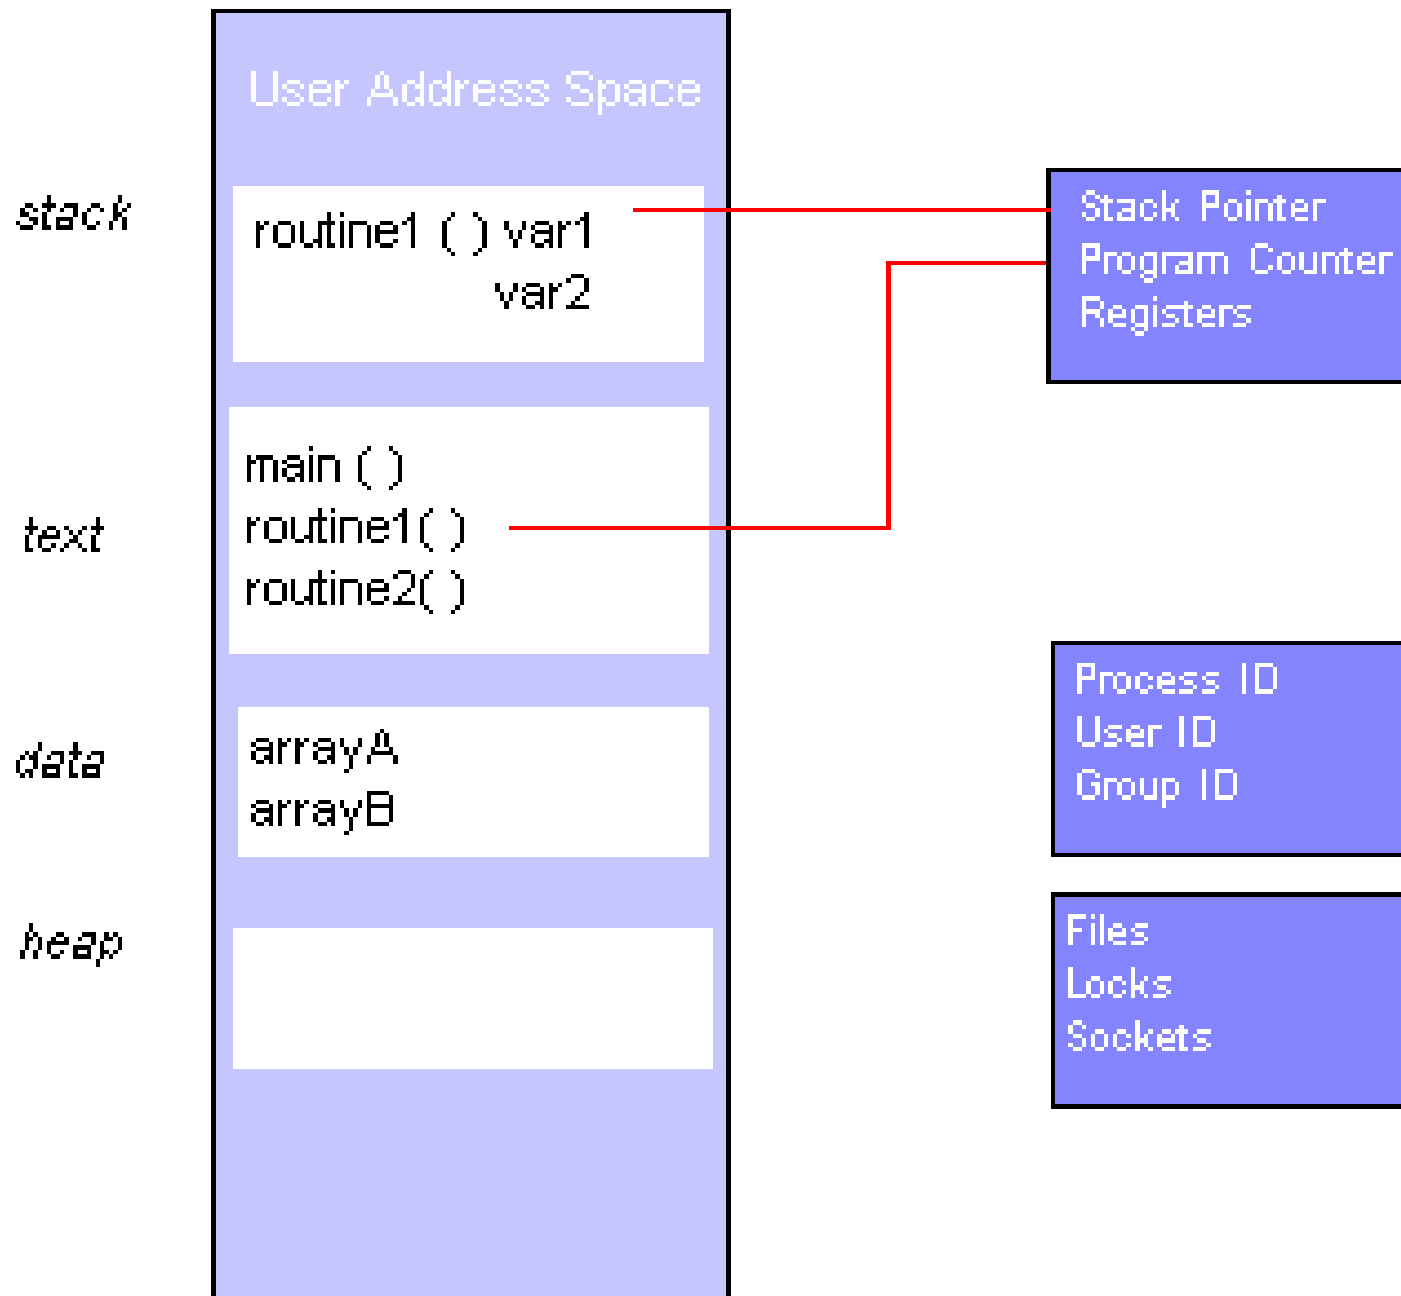 User Address Space
stack
routine1 ( ) var1
var2
text
main ( )
routine1( )
routine2( )
data
arrayA
arrayB
heap
Stack Pointer
Program Counter
Registers
Process ID
User ID
Group ID
Files
Locks
Sockets